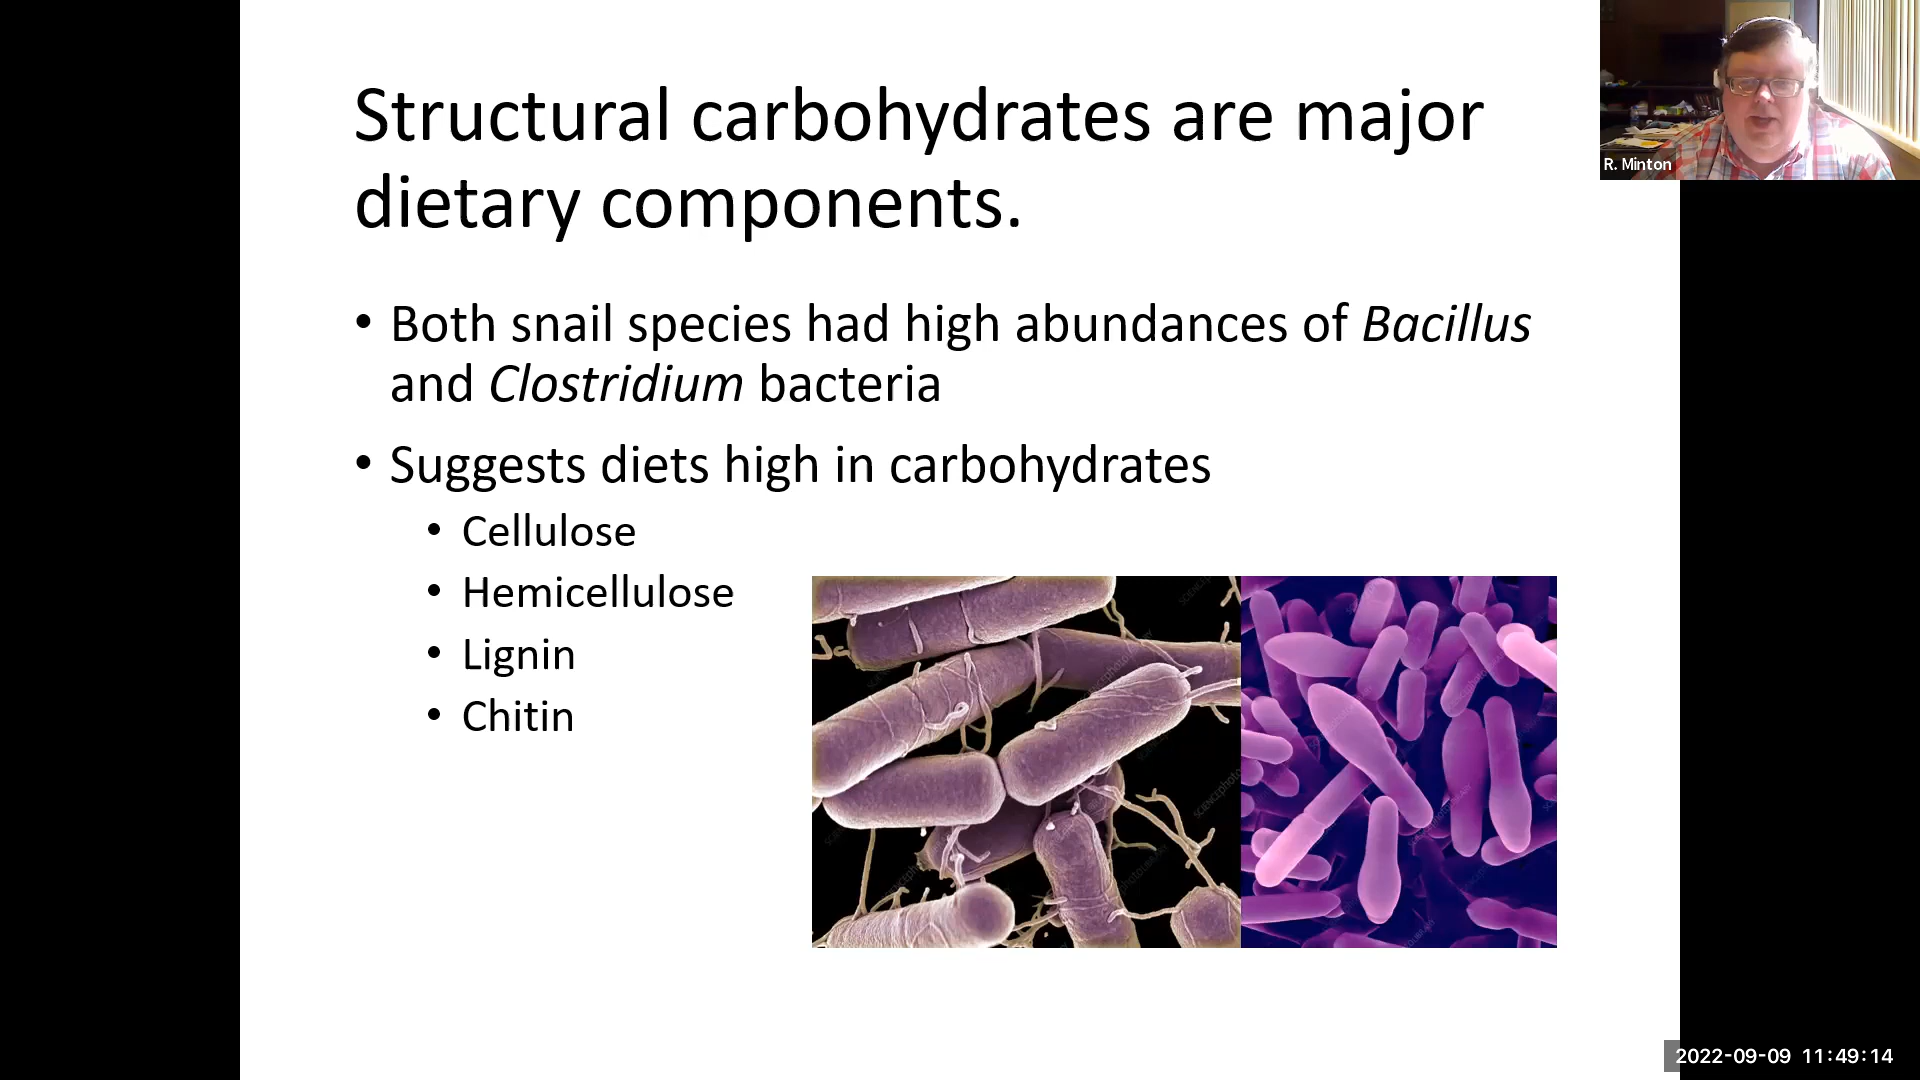 Structural carbohydrates are major
dietary components.
• Both snail species had high abundances of Bacillus
and Clostridium bacteria
• Suggests diets high in carbohydrates
• Cellulose
• Hemicellulose
• Lignin
• Chitin
R. Minton
2022-09-09 11:49:14